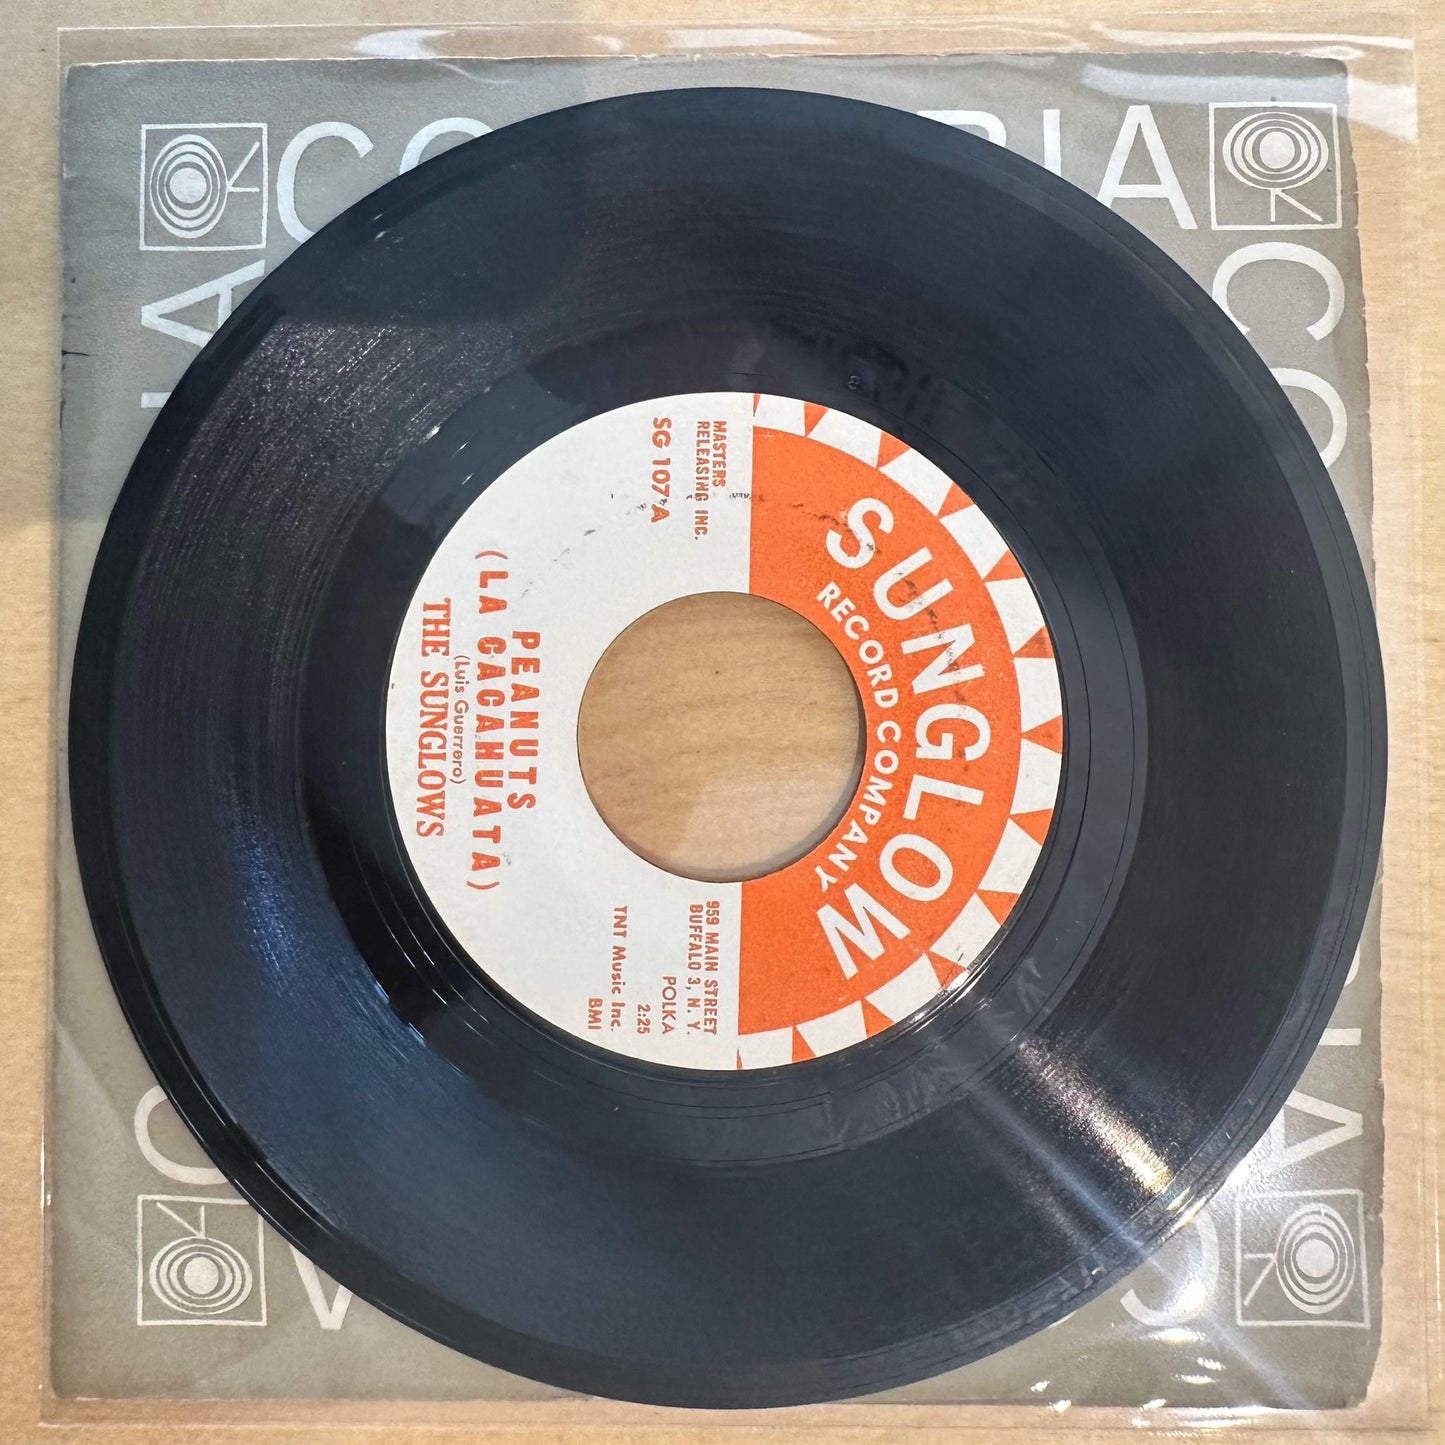 SUNGLOW
RECORD COMPANY
MASTERS
RELEASING INC.
SG 107 A
959 MAIN STREET
BUFFALO 3, N. Y.
POLKA
2:25
TNT Music Inc.
BMI
PEANUTS
(LA CACAHUATA)
(Luis Guerrero)
THE SUNGLOWS